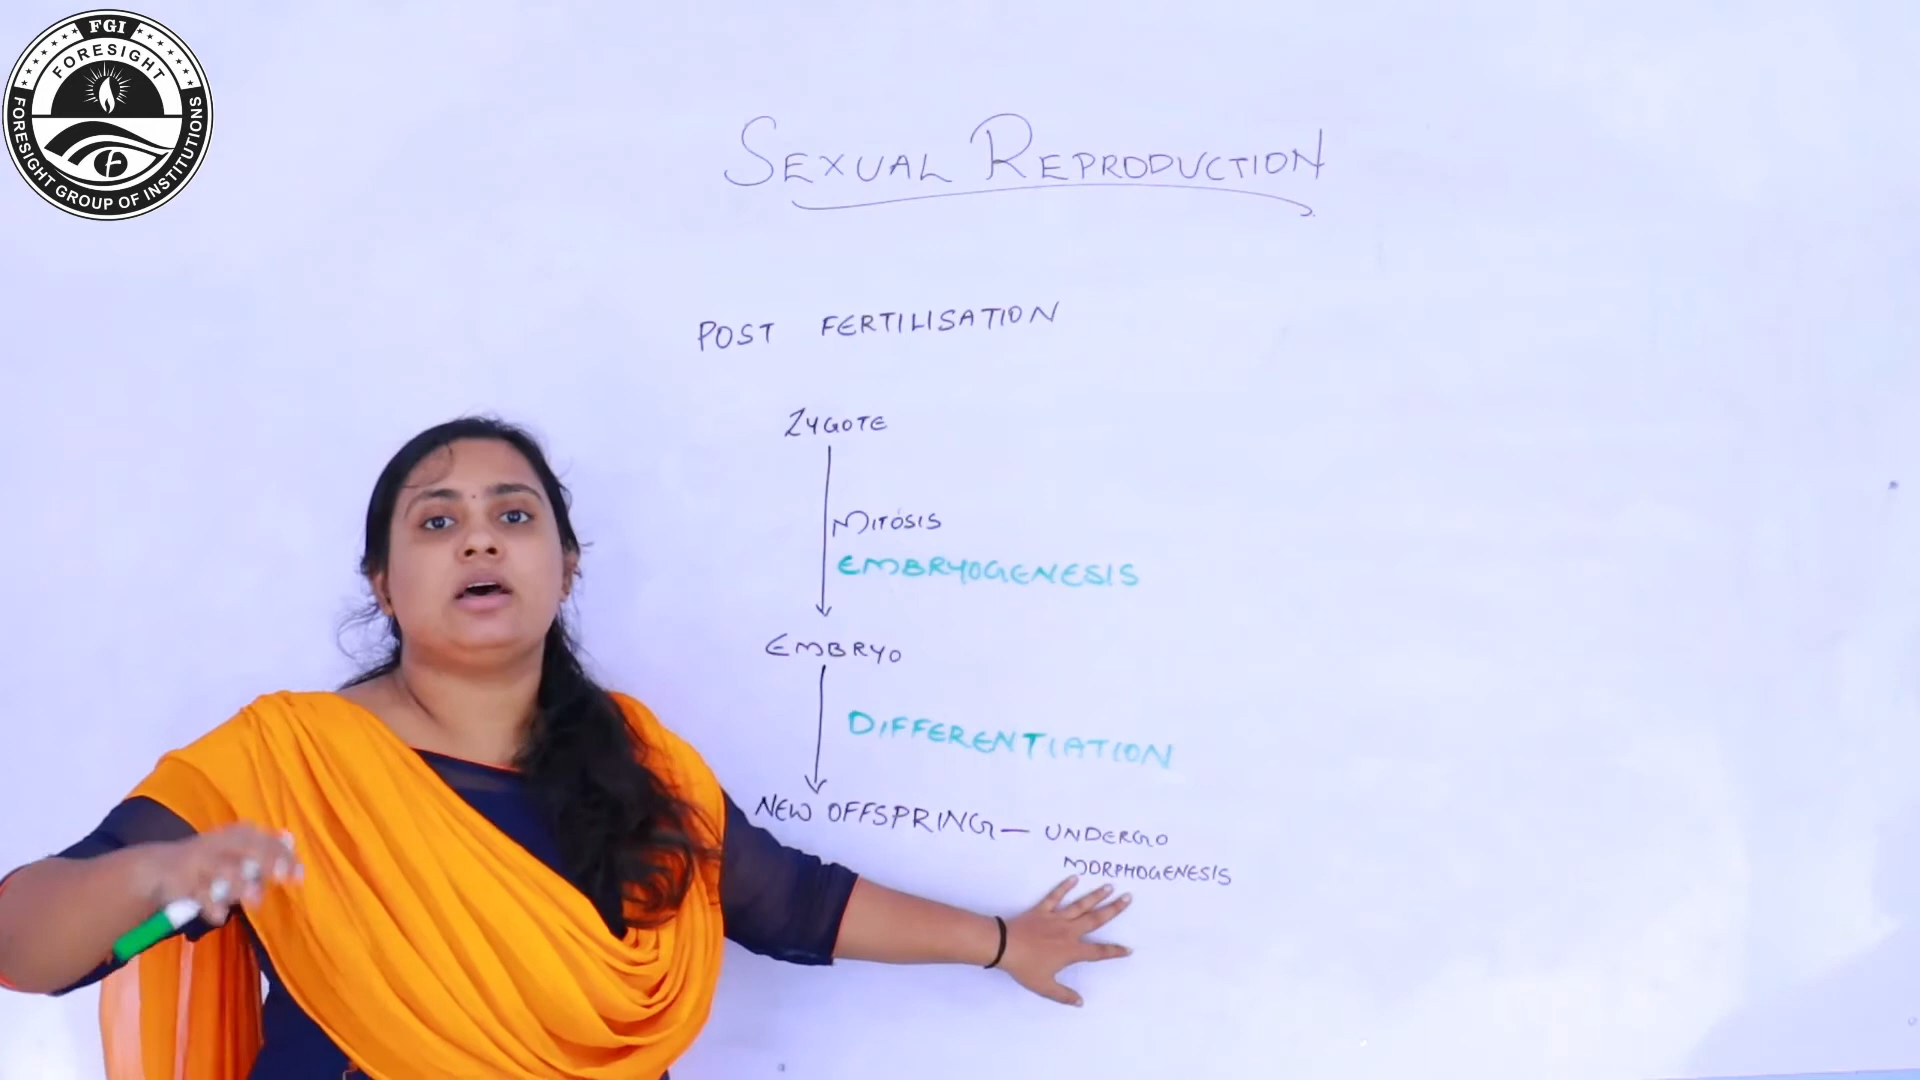 FGI
FORESIGHT
FORESIGHT GROUP OF INSTITUTIONS
SEXUAL REPRODUCTION
POST FERTILISATION
ZYGOTE
MITOSIS
EMBRYOGENESIS
EMBRYO
DIFFERENTIATION
NEW OFFSPRING — UNDERGO
MORPHOGENESIS